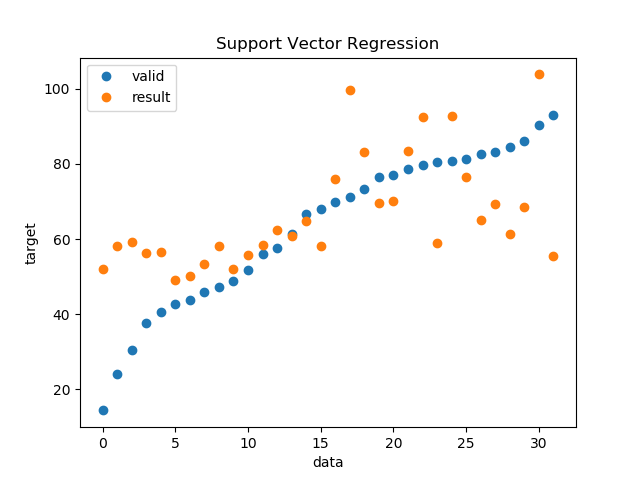 Support Vector Regression
valid
result
100
80
60
40
20
target
0 5 10 15 20 25 30
data